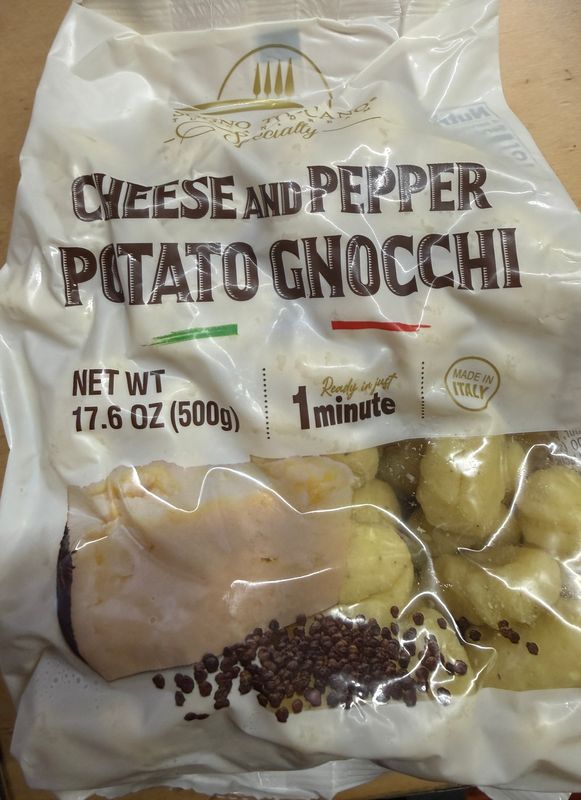 Specialty
CHEESE AND PEPPER
POTATO GNOCCHI
NET WT
17.6 OZ (500g)
Ready in just
1 minute
MADE IN
ITALY